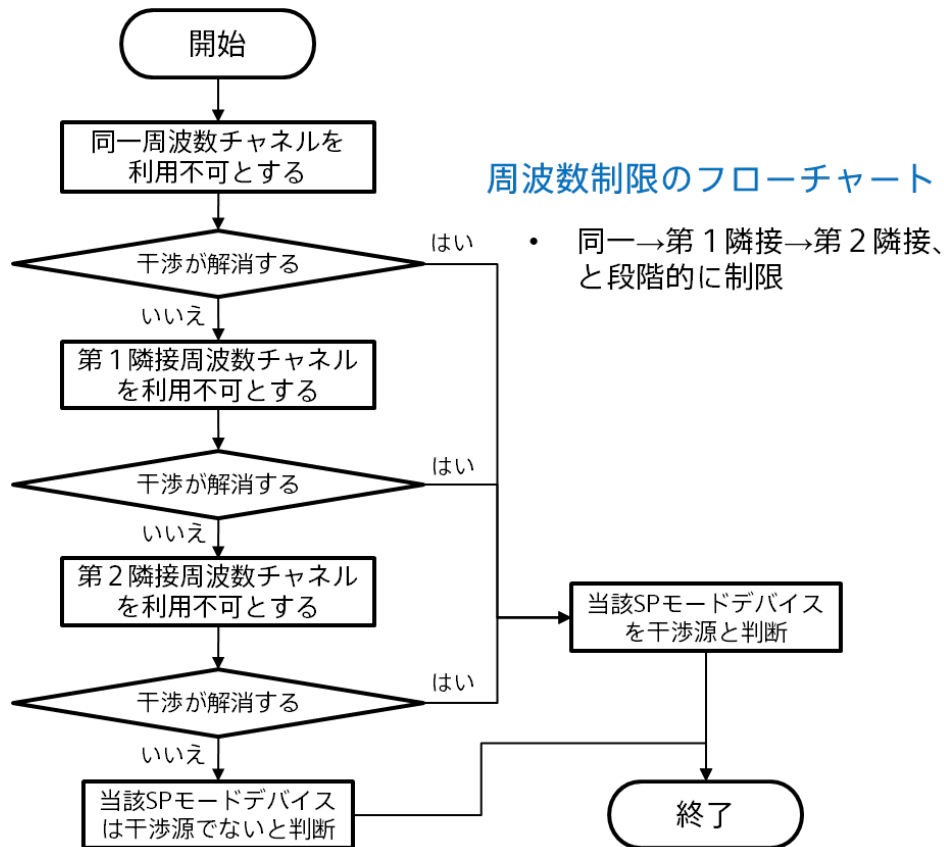 開始
同一周波数チャネルを
利用不可とする
周波数制限のフローチャート
• 同一→第１隣接→第２隣接、
と段階的に制限
干渉が解消する
はい
いいえ
第１隣接周波数チャネル
を利用不可とする
干渉が解消する
はい
いいえ
第２隣接周波数チャネル
を利用不可とする
当該SPモードデバイス
を干渉源と判断
干渉が解消する
はい
いいえ
当該SPモードデバイス
は干渉源でないと判断
終了